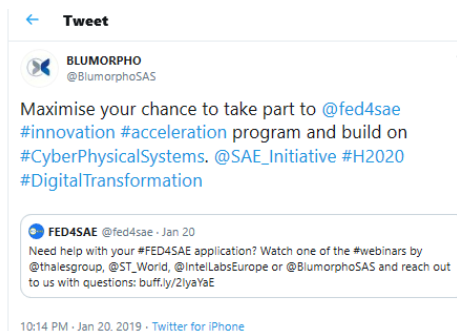 Tweet
BLUMORPHO
@BlumorphoSAS
Maximise your chance to take part to @fed4sae
#innovation #acceleration program and build on
#CyberPhysicalSystems. @SAE_Initiative #H2020
#DigitalTransformation
FED4SAE @fed4sae · Jan 20
Need help with your #FED4SAE application? Watch one of the #webinars by
@thalesgroup, @ST_World, @IntelLabsEurope or @BlumorphoSAS and reach out
to us with questions: buff.ly/2IyaYaE
10:14 PM · Jan 20, 2019 · Twitter for iPhone